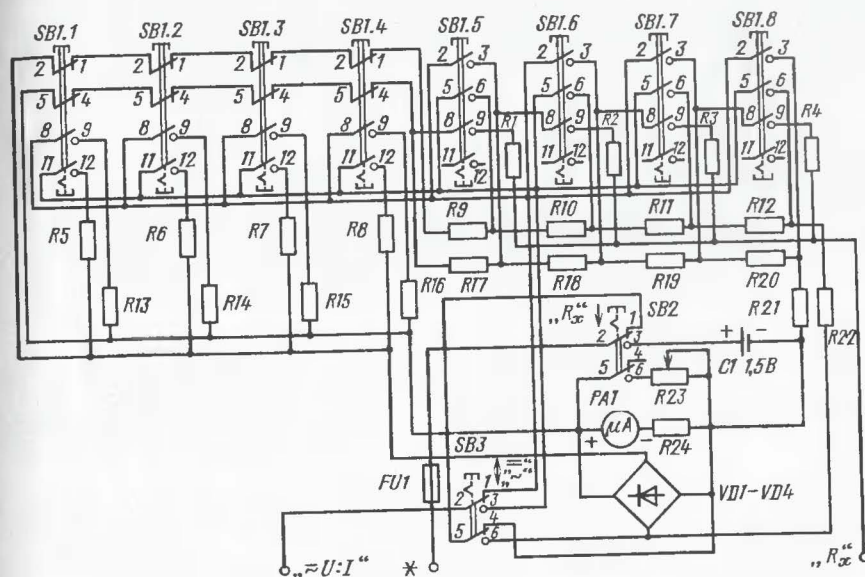 SB1.1 SB1.2 SB1.3 SB1.4 SB1.5 SB1.6 SB1.7 SB1.8
2 1 2 1 2 1 2 1 2 3 2 3 2 3 2 3
5 4 5 4 5 4 5 4 5 6 5 6 5 6 5 6
8 9 8 9 8 9 8 9 8 9 8 9 8 9 8 9
R1 R2 R3 R4
11 12 11 12 11 12 11 12 11 12 11 12 11 12 11 12
R5 R6 R7 R8 R9 R10 R11 R12
R13 R14 R15 R16 R17 R18 R19 R20
SB2
R21
„Rx“ 1
2 3 + -
R22
4
5 6
C1 1,5В
PA1 R23
μA
+ -
R24
SB3
FU1
„=“
„~“
1
2 3
4
5 6
VD1-VD4
„≈U:I“ * „Rx“